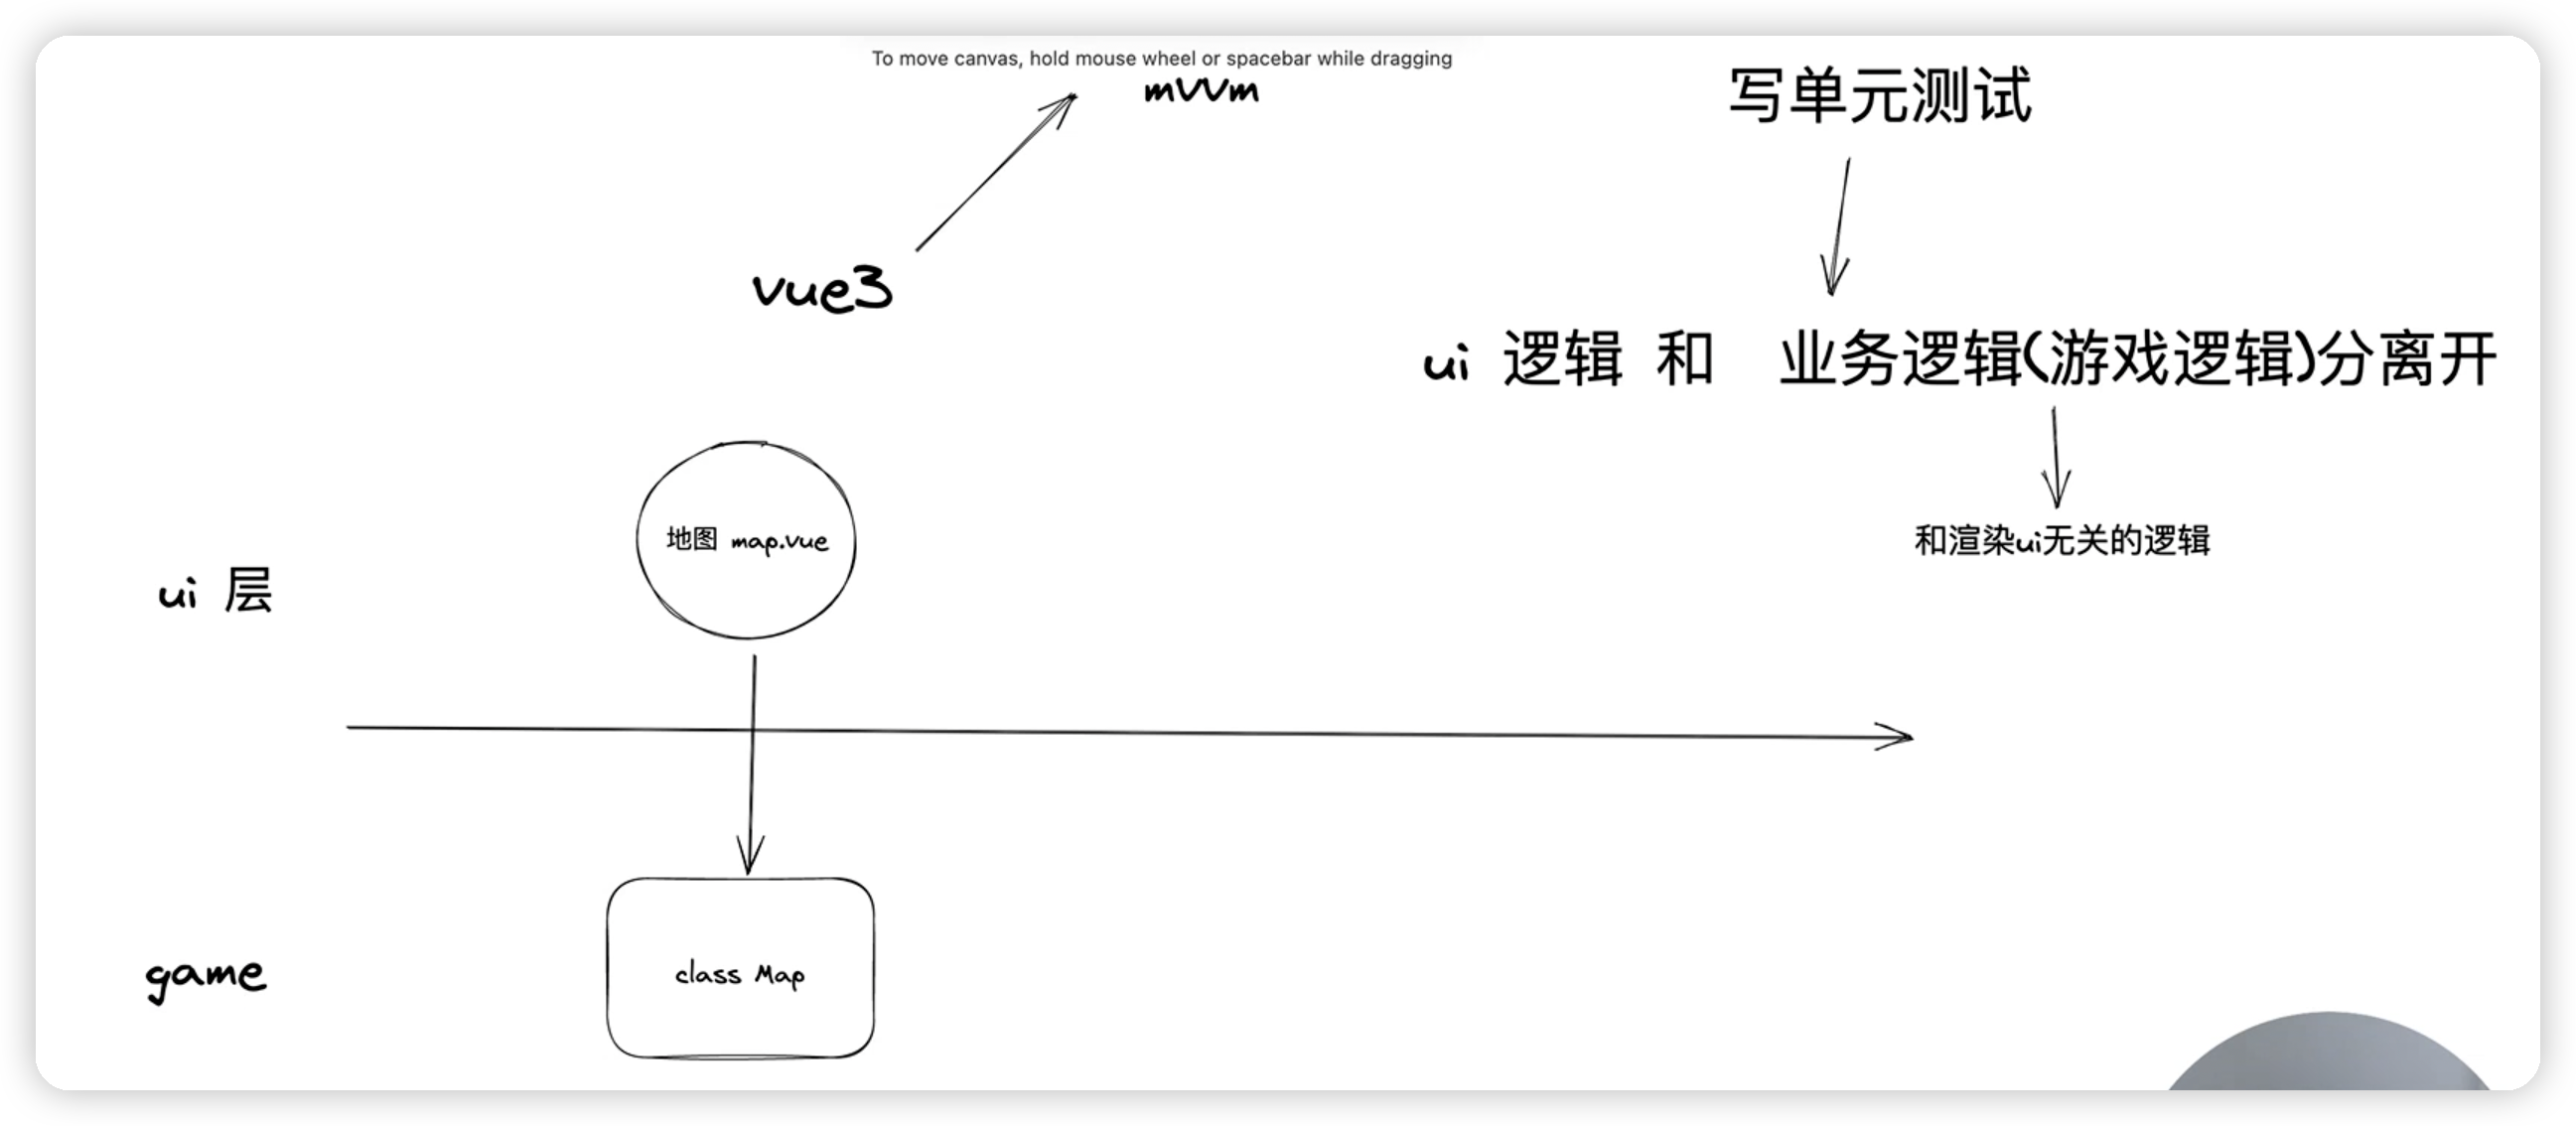 To move canvas, hold mouse wheel or spacebar while dragging
mVVm
写单元测试
vue3
ui 逻辑 和 业务逻辑(游戏逻辑)分离开
地图 map.vue
和渲染ui无关的逻辑
ui 层
class Map
game